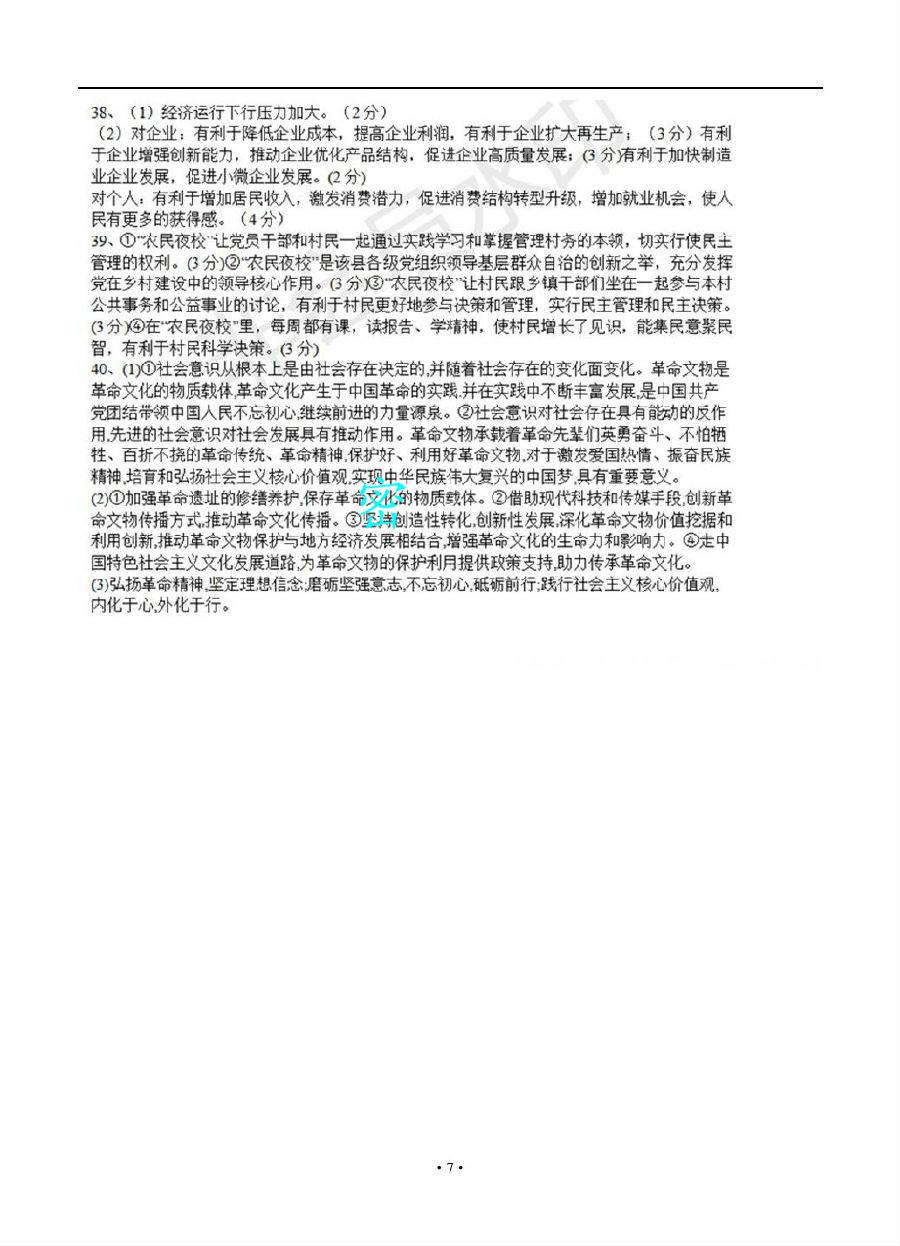 38、（1）经济运行下行压力加大。（2分）
（2）对企业：有利于降低企业成本，提高企业利润，有利于企业扩大再生产；（3分）有利
于企业增强创新能力，推动企业优化产品结构，促进企业高质量发展；(3分)有利于加快制造
业企业发展，促进小微企业发展。(2分)
对个人：有利于增加居民收入，激发消费潜力，促进消费结构转型升级，增加就业机会，使人
民有更多的获得感。（4分）
39、①“农民夜校”让党员干部和村民一起通过实践学习和掌握管理村务的本领，切实行使民主
管理的权利。(3分)②“农民夜校”是该县各级党组织领导基层群众自治的创新之举，充分发挥
党在乡村建设中的领导核心作用。(3分)③“农民夜校”让村民跟乡镇干部们坐在一起参与本村
公共事务和公益事业的讨论，有利于村民更好地参与决策和管理，实行民主管理和民主决策。
(3分)④在“农民夜校”里，每周都有课，读报告、学精神，使村民增长了见识，能集民意聚民
智，有利于村民科学决策。(3分)
40、(1)①社会意识从根本上是由社会存在决定的,并随着社会存在的变化面变化。革命文物是
革命文化的物质载体,革命文化产生于中国革命的实践.并在实践中不断丰富发展,是中国共产
党团结带领中国人民不忘初心,继续前进的力量源泉。②社会意识对社会存在具有能动的反作
用,先进的社会意识对社会发展具有推动作用。革命文物承载着革命先辈们英勇奋斗、不怕牺
牲、百折不挠的革命传统、革命精神,保护好、利用好革命文物,对于激发爱国热情、振奋民族
精神,培育和弘扬社会主义核心价值观,实现中华民族伟大复兴的中国梦,具有重要意义。
(2)①加强革命遗址的修缮养护,保存革命文化的物质载体。②借助现代科技和传媒手段,创新革
命文物传播方式,推动革命文化传播。③坚持创造性转化,创新性发展,深化革命文物价值挖掘和
利用创新,推动革命文物保护与地方经济发展相结合,增强革命文化的生命力和影响力。④走中
国特色社会主义文化发展道路,为革命文物的保护利用提供政策支持,助力传承革命文化。
(3)弘扬革命精神,坚定理想信念;磨砺坚强意志,不忘初心,砥砺前行;践行社会主义核心价值观,
内化于心,外化于行。
密
• 7 •